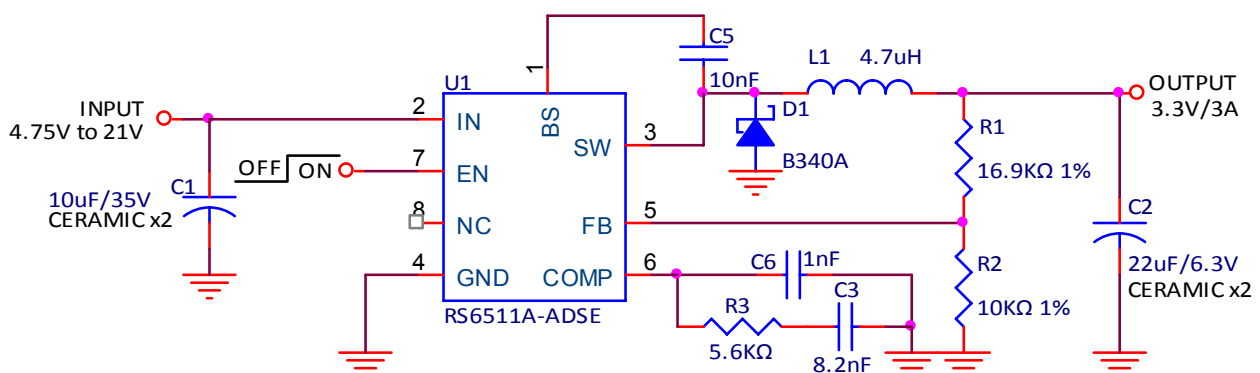 C5
10nF
L1
4.7uH
OUTPUT
3.3V/3A
INPUT
4.75V to 21V
U1
1
BS
2
IN
SW
3
D1
B340A
R1
16.9KΩ 1%
OFF
ON
7
EN
10uF/35V
C1
CERAMIC x2
8
NC
FB
5
C2
22uF/6.3V
CERAMIC x2
4
GND
COMP
6
C6
1nF
R2
10KΩ 1%
R3
5.6KΩ
C3
8.2nF
RS6511A-ADSE